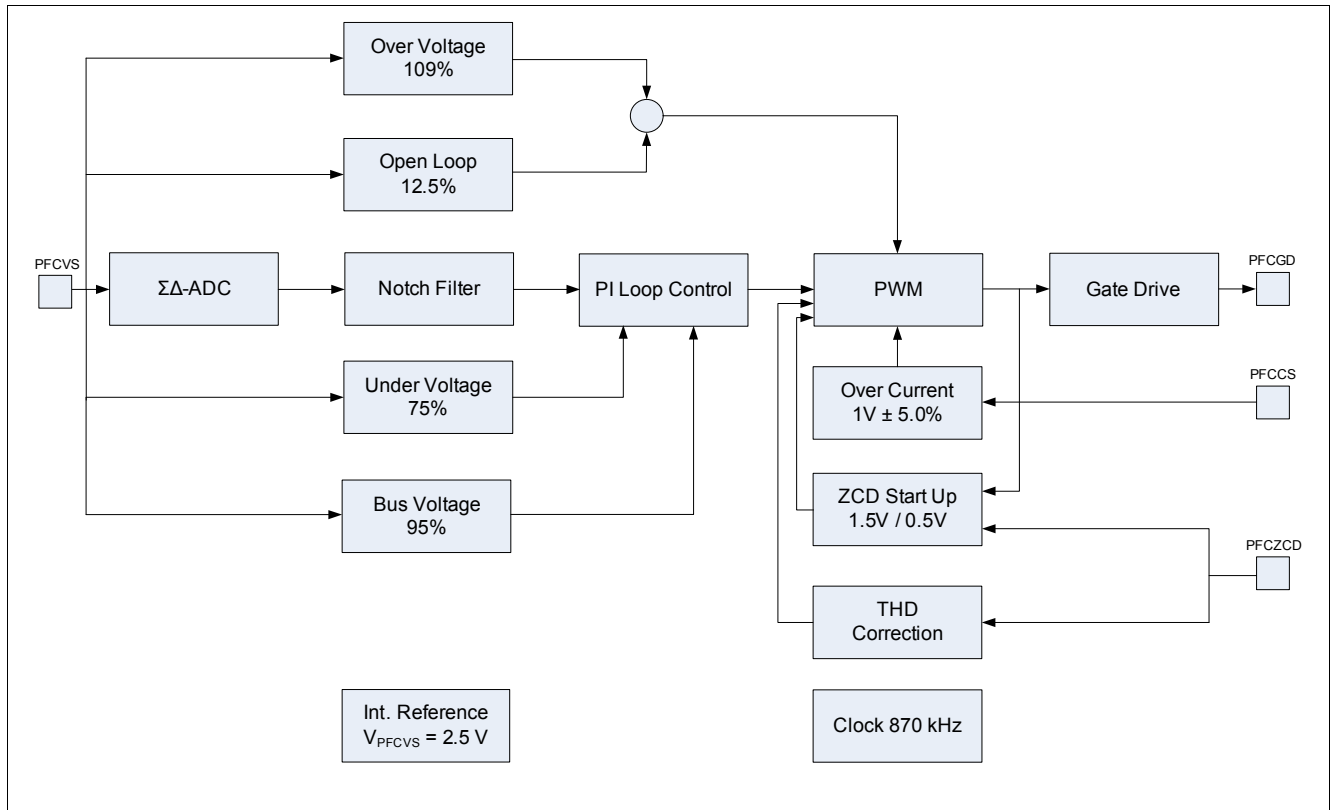 Over Voltage
109%
Open Loop
12.5%
PFCVS
ΣΔ-ADC
Notch Filter
PI Loop Control
PWM
Gate Drive
PFCGD
Under Voltage
75%
Over Current
1V ± 5.0%
PFCCS
Bus Voltage
95%
ZCD Start Up
1.5V / 0.5V
PFCZCD
THD
Correction
Int. Reference
VPFCVS = 2.5 V
Clock 870 kHz